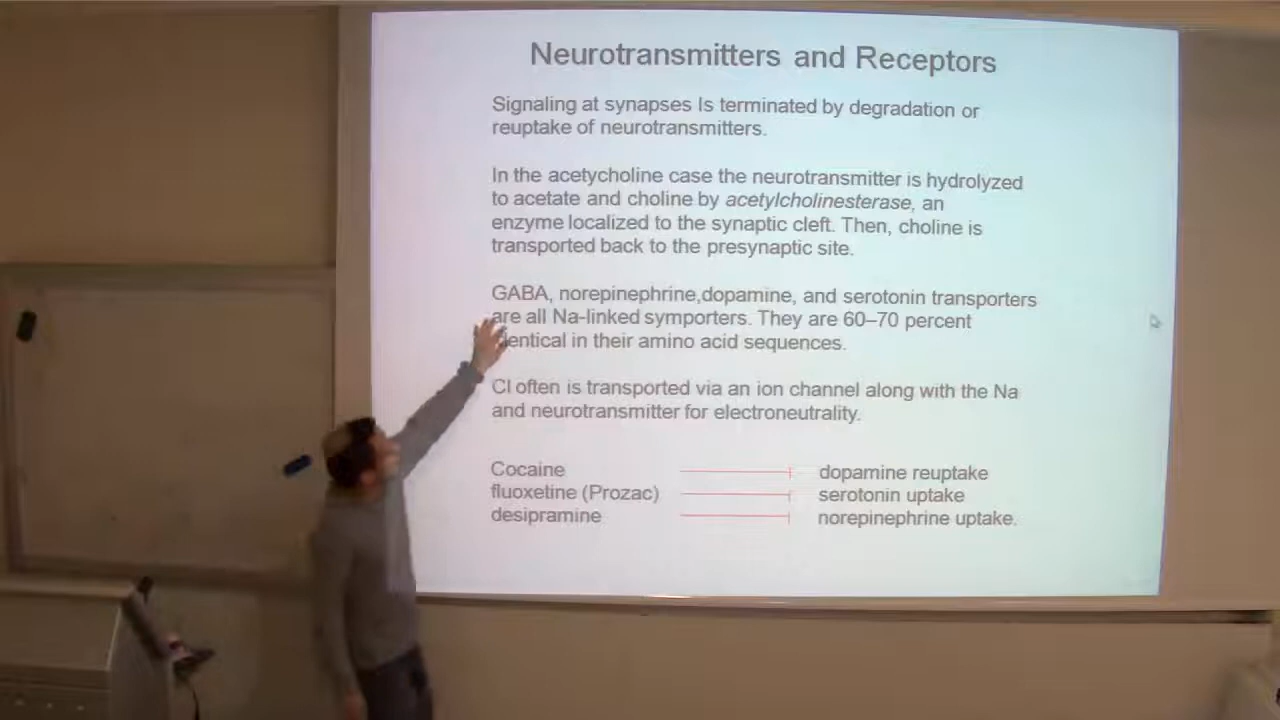 Neurotransmitters and Receptors
Signaling at synapses Is terminated by degradation or
reuptake of neurotransmitters.
In the acetycholine case the neurotransmitter is hydrolyzed
to acetate and choline by acetylcholinesterase, an
enzyme localized to the synaptic cleft. Then, choline is
transported back to the presynaptic site.
GABA, norepinephrine,dopamine, and serotonin transporters
are all Na-linked symporters. They are 60–70 percent
identical in their amino acid sequences.
Cl often is transported via an ion channel along with the Na
and neurotransmitter for electroneutrality.
Cocaine dopamine reuptake
fluoxetine (Prozac) serotonin uptake
desipramine norepinephrine uptake.